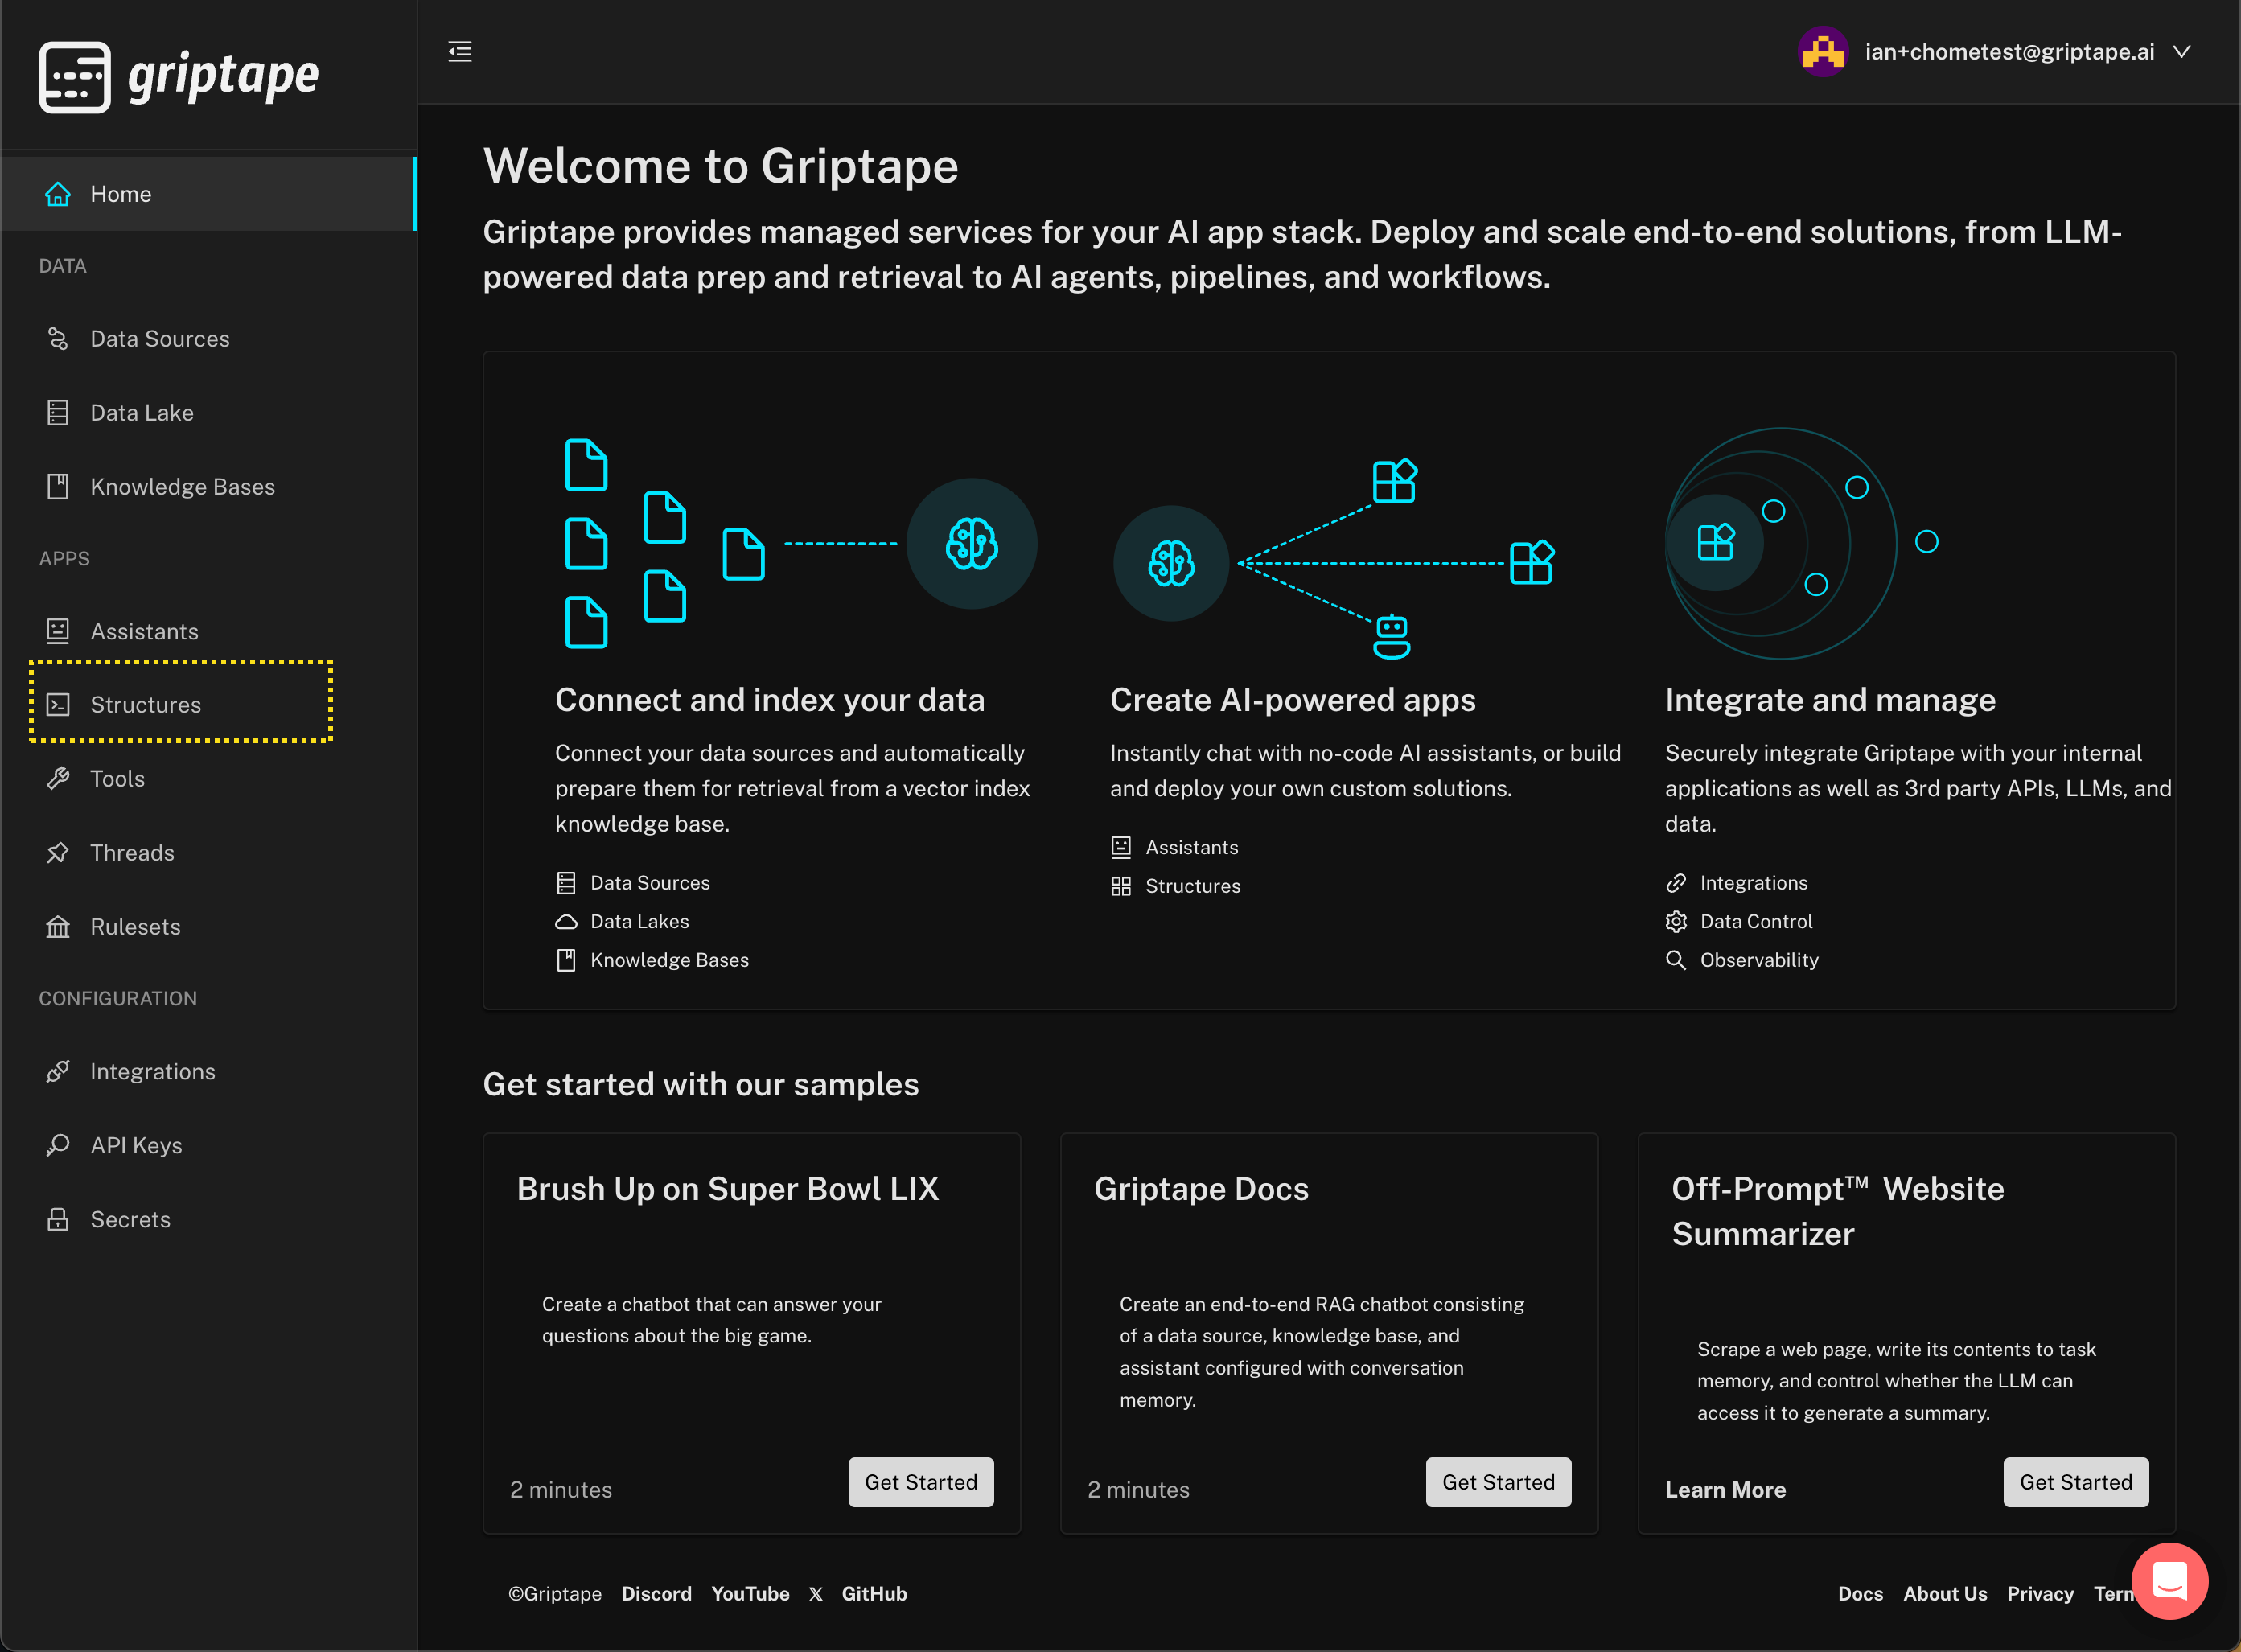 griptape
ian+chometest@griptape.ai
Home
DATA
Data Sources
Data Lake
Knowledge Bases
APPS
Assistants
Structures
Tools
Threads
Rulesets
CONFIGURATION
Integrations
API Keys
Secrets
Welcome to Griptape
Griptape provides managed services for your AI app stack. Deploy and scale end-to-end solutions, from LLM-
powered data prep and retrieval to AI agents, pipelines, and workflows.
Connect and index your data
Connect your data sources and automatically
prepare them for retrieval from a vector index
knowledge base.
Data Sources
Data Lakes
Knowledge Bases
Create AI-powered apps
Instantly chat with no-code AI assistants, or build
and deploy your own custom solutions.
Assistants
Structures
Integrate and manage
Securely integrate Griptape with your internal
applications as well as 3rd party APIs, LLMs, and
data.
Integrations
Data Control
Observability
Get started with our samples
Brush Up on Super Bowl LIX
Create a chatbot that can answer your
questions about the big game.
2 minutes
Get Started
Griptape Docs
Create an end-to-end RAG chatbot consisting
of a data source, knowledge base, and
assistant configured with conversation
memory.
2 minutes
Get Started
Off-Prompt™ Website
Summarizer
Scrape a web page, write its contents to task
memory, and control whether the LLM can
access it to generate a summary.
Learn More
Get Started
©Griptape Discord YouTube X GitHub
Docs About Us Privacy